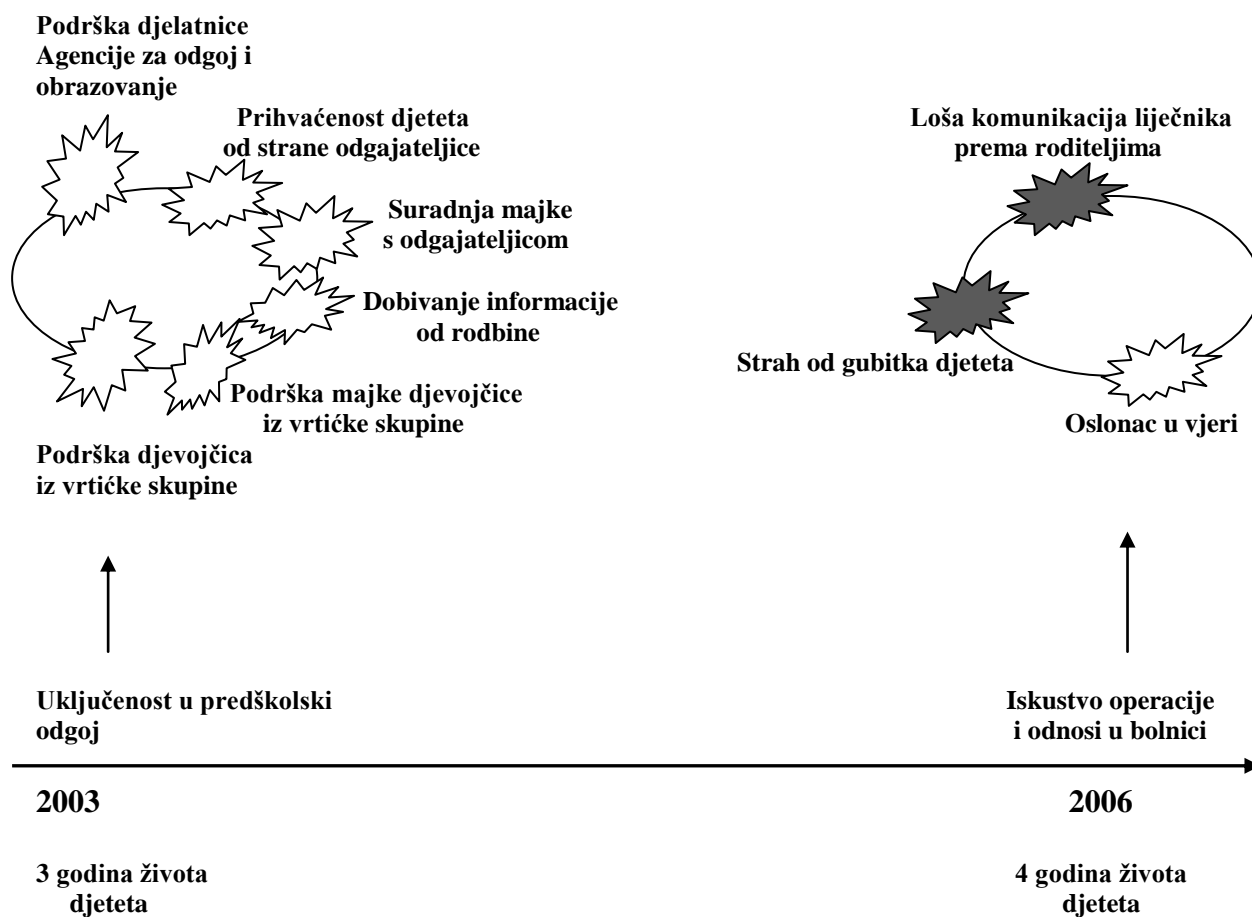 Podrška djelatnice
Agencije za odgoj i
obrazovanje
Prihvaćenost djeteta
od strane odgajateljice
Suradnja majke
s odgajateljicom
Dobivanje informacije
od rodbine
Podrška majke djevojčice
iz vrtićke skupine
Podrška djevojčica
iz vrtićke skupine
Loša komunikacija liječnika
prema roditeljima
Strah od gubitka djeteta
Oslonac u vjeri
Uključenost u predškolski
odgoj
Iskustvo operacije
i odnosi u bolnici
2003
2006
3 godina života
djeteta
4 godina života
djeteta